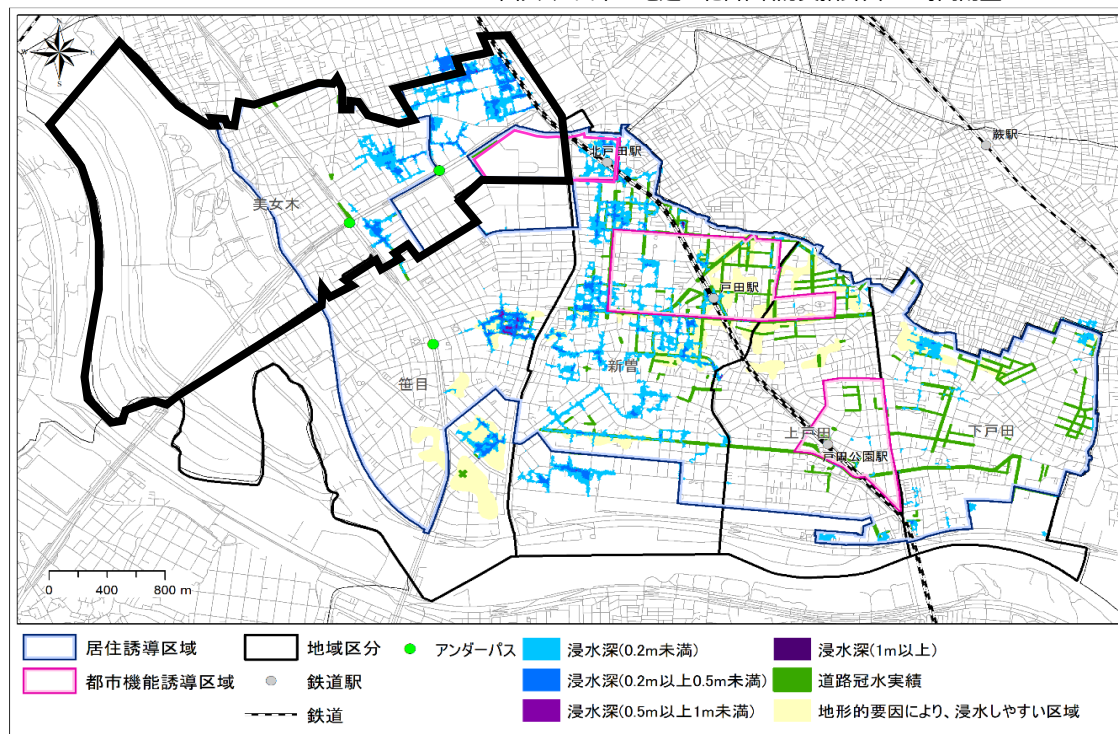 N
W
E
S
蕨駅
北戸田駅
美女木
戸田駅
新曽
笹目
上戸田
下戸田
戸田公園駅
0 400 800 m
居住誘導区域
地域区分
アンダーパス
浸水深(0.2m未満)
浸水深(1m以上)
都市機能誘導区域
鉄道駅
浸水深(0.2m以上0.5m未満)
道路冠水実績
鉄道
浸水深(0.5m以上1m未満)
地形的要因により、浸水しやすい区域